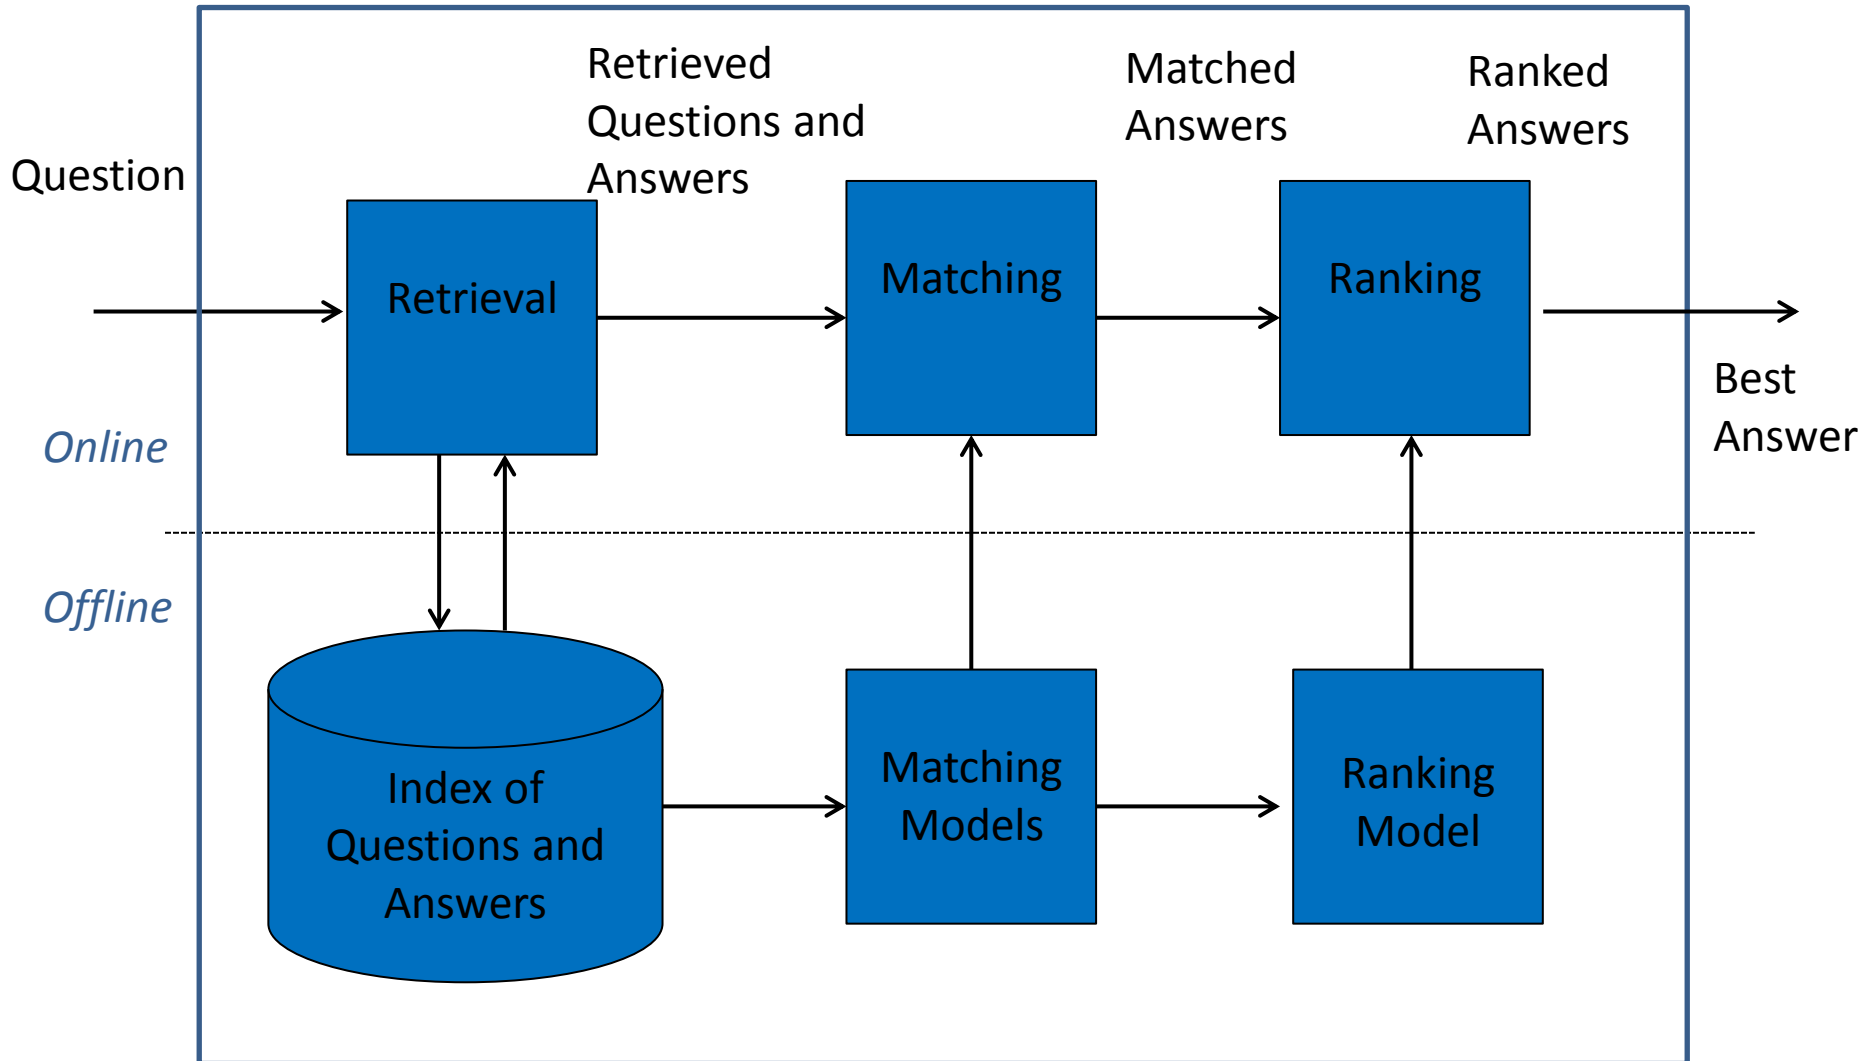 Question
Retrieved
Questions and
Answers
Matched
Answers
Ranked
Answers
Retrieval
Matching
Ranking
Best
Answer
Online
Offline
Index of
Questions and
Answers
Matching
Models
Ranking
Model